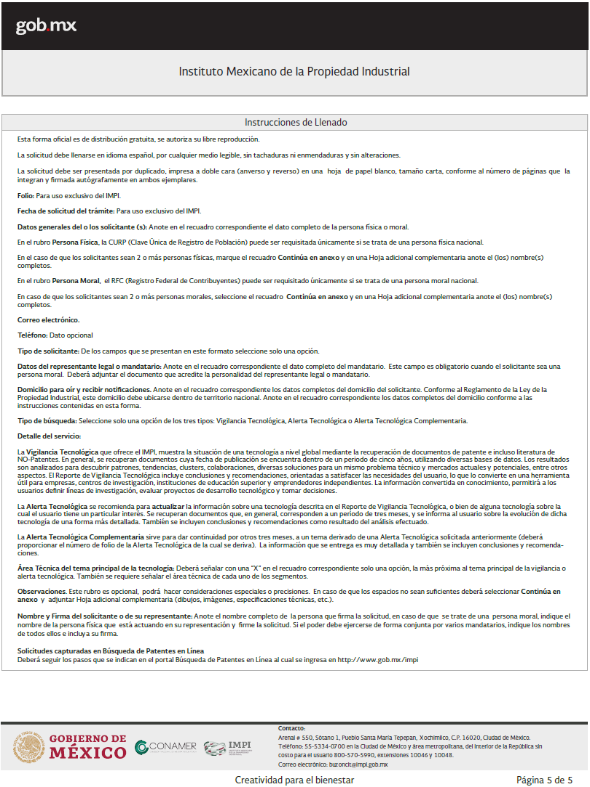 gob.mx
Instituto Mexicano de la Propiedad Industrial
Instrucciones de Llenado
Esta forma oficial es de distribución gratuita, se autoriza su libre reproducción.
La solicitud debe llenarse en idioma español, por cualquier medio legible, sin tachaduras ni enmendaduras y sin alteraciones.
La solicitud debe ser presentada por duplicado, impresa a doble cara (anverso y reverso) en una hoja de papel blanco, tamaño carta, conforme al número de páginas que la
integran y firmada autógrafamente en ambos ejemplares.
Folio: Para uso exclusivo del IMPI.
Fecha de solicitud del trámite: Para uso exclusivo del IMPI.
Datos generales del o los solicitante (s): Anote en el recuadro correspondiente el dato completo de la persona física o moral.
En el rubro Persona Física, la CURP (Clave Única de Registro de Población) puede ser requisitada únicamente si se trata de una persona física nacional.
En el caso de que los solicitantes sean 2 o más personas físicas, marque el recuadro Continúa en anexo y en una Hoja adicional complementaria anote el (los) nombre(s)
completos.
En el rubro Persona Moral, el RFC (Registro Federal de Contribuyentes) puede ser requisitada únicamente si se trata de una persona moral nacional.
En caso de que los solicitantes sean 2 o más personas morales, seleccione el recuadro Continúa en anexo y en una Hoja adicional complementaria anote el (los) nombre(s)
completos.
Correo electrónico.
Teléfono: Dato opcional
Tipo de solicitante: De los campos que se presentan en este formato seleccione solo una opción.
Datos del representante legal o mandatario: Anote en el recuadro correspondiente el dato completo del mandatario. Este campo es obligatorio cuando el solicitante sea una
persona moral. Deberá adjuntar el documento que acredite la personalidad del representante legal o mandatario.
Domicilio para oír y recibir notificaciones. Anote en el recuadro correspondiente los datos completos del domicilio del solicitante. Conforme al Reglamento de la Ley de la
Propiedad Industrial, este domicilio debe ubicarse dentro de territorio nacional. Anote en el recuadro correspondiente los datos completos del domicilio conforme a las
instrucciones contenidas en esta forma.
Tipo de búsqueda: Seleccione solo una opción de los tres tipos: Vigilancia Tecnológica, Alerta Tecnológica o Alerta Tecnológica Complementaria.
Detalle del servicio:
La Vigilancia Tecnológica que ofrece el IMPI, muestra la situación de una tecnología a nivel global mediante la recuperación de documentos de patente e incluso literatura de
NO-Patentes. En general, se recuperan documentos cuya fecha de publicación se encuentra dentro de un periodo de cinco años, utilizando diversas bases de datos. Los resultados
son analizados para descubrir patrones, tendencias, clusters, colaboraciones, diversas soluciones para un mismo problema técnico y mercados actuales y potenciales, entre otros
aspectos. El Reporte de Vigilancia Tecnológica incluye conclusiones y recomendaciones, orientadas a satisfacer las necesidades del usuario, lo que lo convierte en una herramienta
útil para empresas, centros de investigación, instituciones de educación superior y emprendedores independientes. La información convertida en conocimiento, permitirá a los
usuarios definir líneas de investigación, evaluar proyectos de desarrollo tecnológico y tomar decisiones.
La Alerta Tecnológica se recomienda para actualizar la información sobre una tecnología descrita en el Reporte de Vigilancia Tecnológica, o bien de alguna tecnología sobre la
cual el usuario tiene un particular interés. Se recuperan documentos que, en general, corresponden a un periodo de tres meses, y se informa al usuario sobre la evolución de dicha
tecnología de una forma más detallada. También se incluyen conclusiones y recomendaciones como resultado del análisis efectuado.
La Alerta Tecnológica Complementaria sirve para dar continuidad por otros tres meses, a un tema derivado de una Alerta Tecnológica solicitada anteriormente (deberá
proporcionar el número de folio de la Alerta Tecnológica de la cual se deriva). La información que se entrega es muy detallada y también se incluyen conclusiones y recomenda-
ciones.
Área Técnica del tema principal de la tecnología: Deberá señalar con una "X" en el recuadro correspondiente solo una opción, la más próxima al tema principal de la vigilancia o
alerta tecnológica. También se requiere señalar el área técnica de cada uno de los segmentos.
Observaciones. Este rubro es opcional, podrá hacer consideraciones especiales o precisiones. En caso de que los espacios no sean suficientes deberá seleccionar Continúa en
anexo y adjuntar Hoja adicional complementaria (dibujos, imágenes, especificaciones técnicas, etc.).
Nombre y Firma del solicitante o de su representante: Anote el nombre completo de la persona que firma la solicitud, en caso de que se trate de una persona moral, indique el
nombre de la persona física que está actuando en su representación y firme la solicitud. Si el poder debe ejercerse de forma conjunta por varios mandatarios, indique los nombres
de todos ellos e incluya su firma.
Solicitudes capturadas en Búsqueda de Patentes en Línea
Deberá seguir los pasos que se indican en el portal Búsqueda de Patentes en Línea al cual se ingresa en http://www.gob.mx/impi
GOBIERNO DE
MÉXICO
CONAMER
IMPI
Contacto:
Arenal # 550, Sótano 1, Pueblo Santa María Tepepan, Xochimilco, C.P. 16020, Ciudad de México.
Teléfono: 55-5334-0700 en la Ciudad de México y área metropolitana, del interior de la República sin
costo para el usuario 800-570-5990, extensiones 10046 y 10048.
Correo electrónico: buzoncit@impi.gob.mx
Creatividad para el bienestar
Página 5 de 5